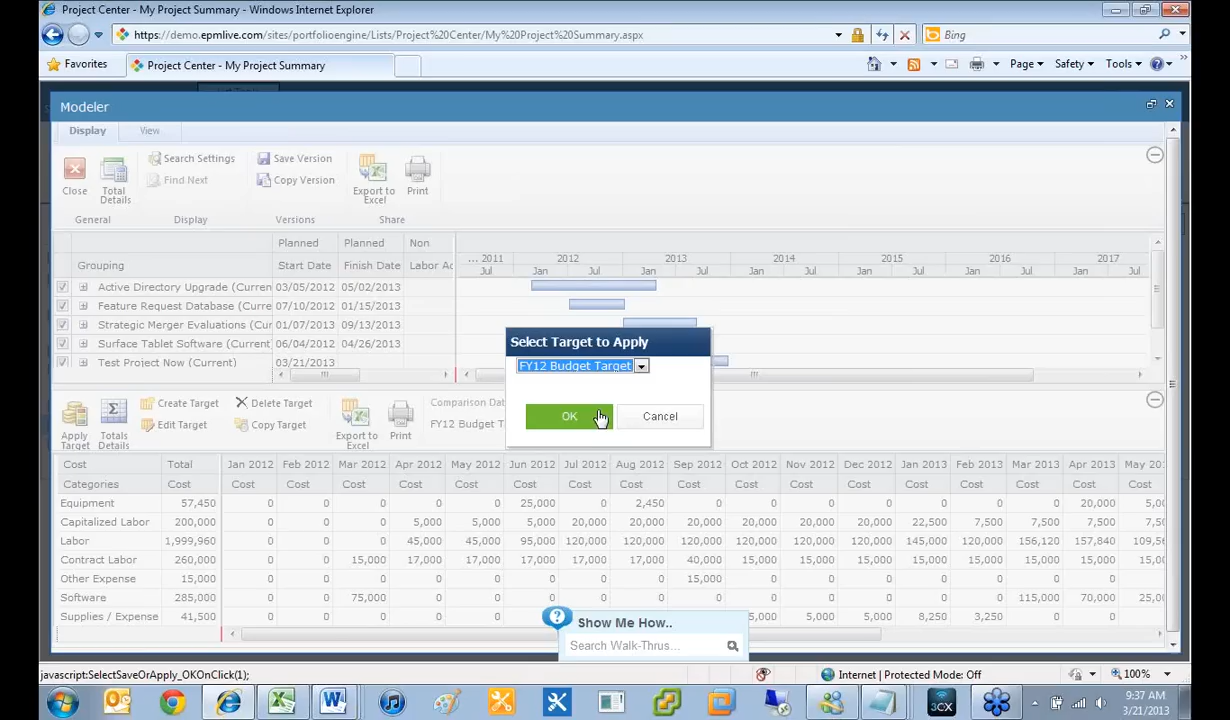 Project Center - My Project Summary - Windows Internet Explorer
https://demo.epmlive.com/sites/portfolioengine/Lists/Project%20Center/My%20Project%20Summary.aspx
Bing
Favorites
Project Center - My Project Summary
Page Safety Tools
Modeler
Display View
Close
Total Details
Search Settings
Find Next
Save Version
Copy Version
Export to Excel
Print
General Display Versions Share
Planned Planned Non
Grouping Start Date Finish Date Labor Ac
... 2011 2012 2013 2014 2015 2016 2017
Jul Jan Jul Jan Jul Jan Jul Jan Jul Jan Jul Jan Jul
Active Directory Upgrade (Curren 03/05/2012 05/02/2013
Feature Request Database (Curre 07/10/2012 01/15/2013
Strategic Merger Evaluations (Cur 01/07/2013 09/13/2013
Surface Tablet Software (Current) 06/04/2012 04/26/2013
Test Project Now (Current) 03/21/2013
Select Target to Apply
FY12 Budget Target
OK Cancel
Apply Target
Totals Details
Create Target
Edit Target
Delete Target
Copy Target
Export to Excel
Print
Comparison Dat
FY12 Budget T
Cost Total Jan 2012 Feb 2012 Mar 2012 Apr 2012 May 2012 Jun 2012 Jul 2012 Aug 2012 Sep 2012 Oct 2012 Nov 2012 Dec 2012 Jan 2013 Feb 2013 Mar 2013 Apr 2013 May 20
Categories Cost Cost Cost Cost Cost Cost Cost Cost Cost Cost Cost Cost Cost Cost Cost Cost Cost Cost
Equipment 57,450 0 0 0 0 0 25,000 0 2,450 0 0 0 0 0 0 0 20,000 5,0
Capitalized Labor 200,000 0 0 0 5,000 5,000 5,000 20,000 20,000 20,000 20,000 20,000 20,000 22,500 7,500 7,500 7,500 7,50
Labor 1,999,960 0 0 0 45,000 45,000 95,000 120,000 120,000 120,000 120,000 120,000 120,000 145,000 120,000 156,120 157,840 109,56
Contract Labor 260,000 0 0 15,000 17,000 17,000 17,000 17,000 17,000 40,000 15,000 15,000 15,000 15,000 15,000 15,000 15,000 15,0
Other Expense 15,000 0 0 0 0 0 0 0 0 15,000 0 0 0 0 0 0 0
Software 285,000 0 0 75,000 0 0 0 0 0 0 0 0 0 0 0 115,000 70,000 25,0
Supplies / Expense 41,500 0 0 0 0 0 5,000 5,000 5,000 8,250 3,250 0 0
Show Me How..
Search Walk-Thrus...
javascript:SelectSaveOrApply_OKOnClick(1);
Internet | Protected Mode: Off
100%
3CX
9:37 AM
3/21/2013